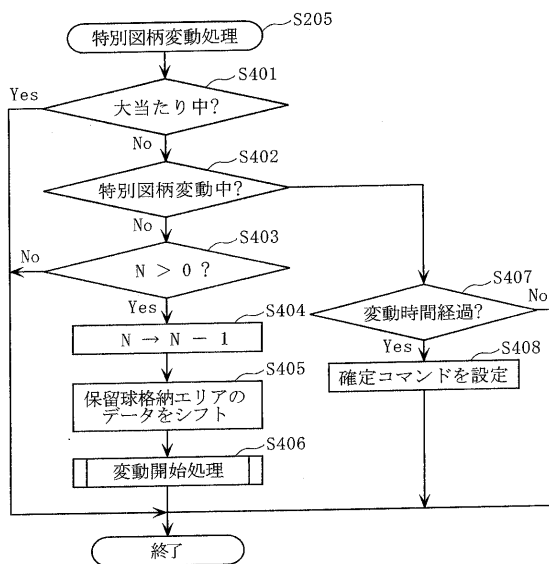 特別図柄変動処理
S205
S401
Yes
大当たり中?
No
S402
特別図柄変動中?
No
S403
No
N > 0 ?
Yes
S404
N → N - 1
S405
保留球格納エリアの
データをシフト
S406
変動開始処理
S407
No
変動時間経過?
Yes
S408
確定コマンドを設定
終了